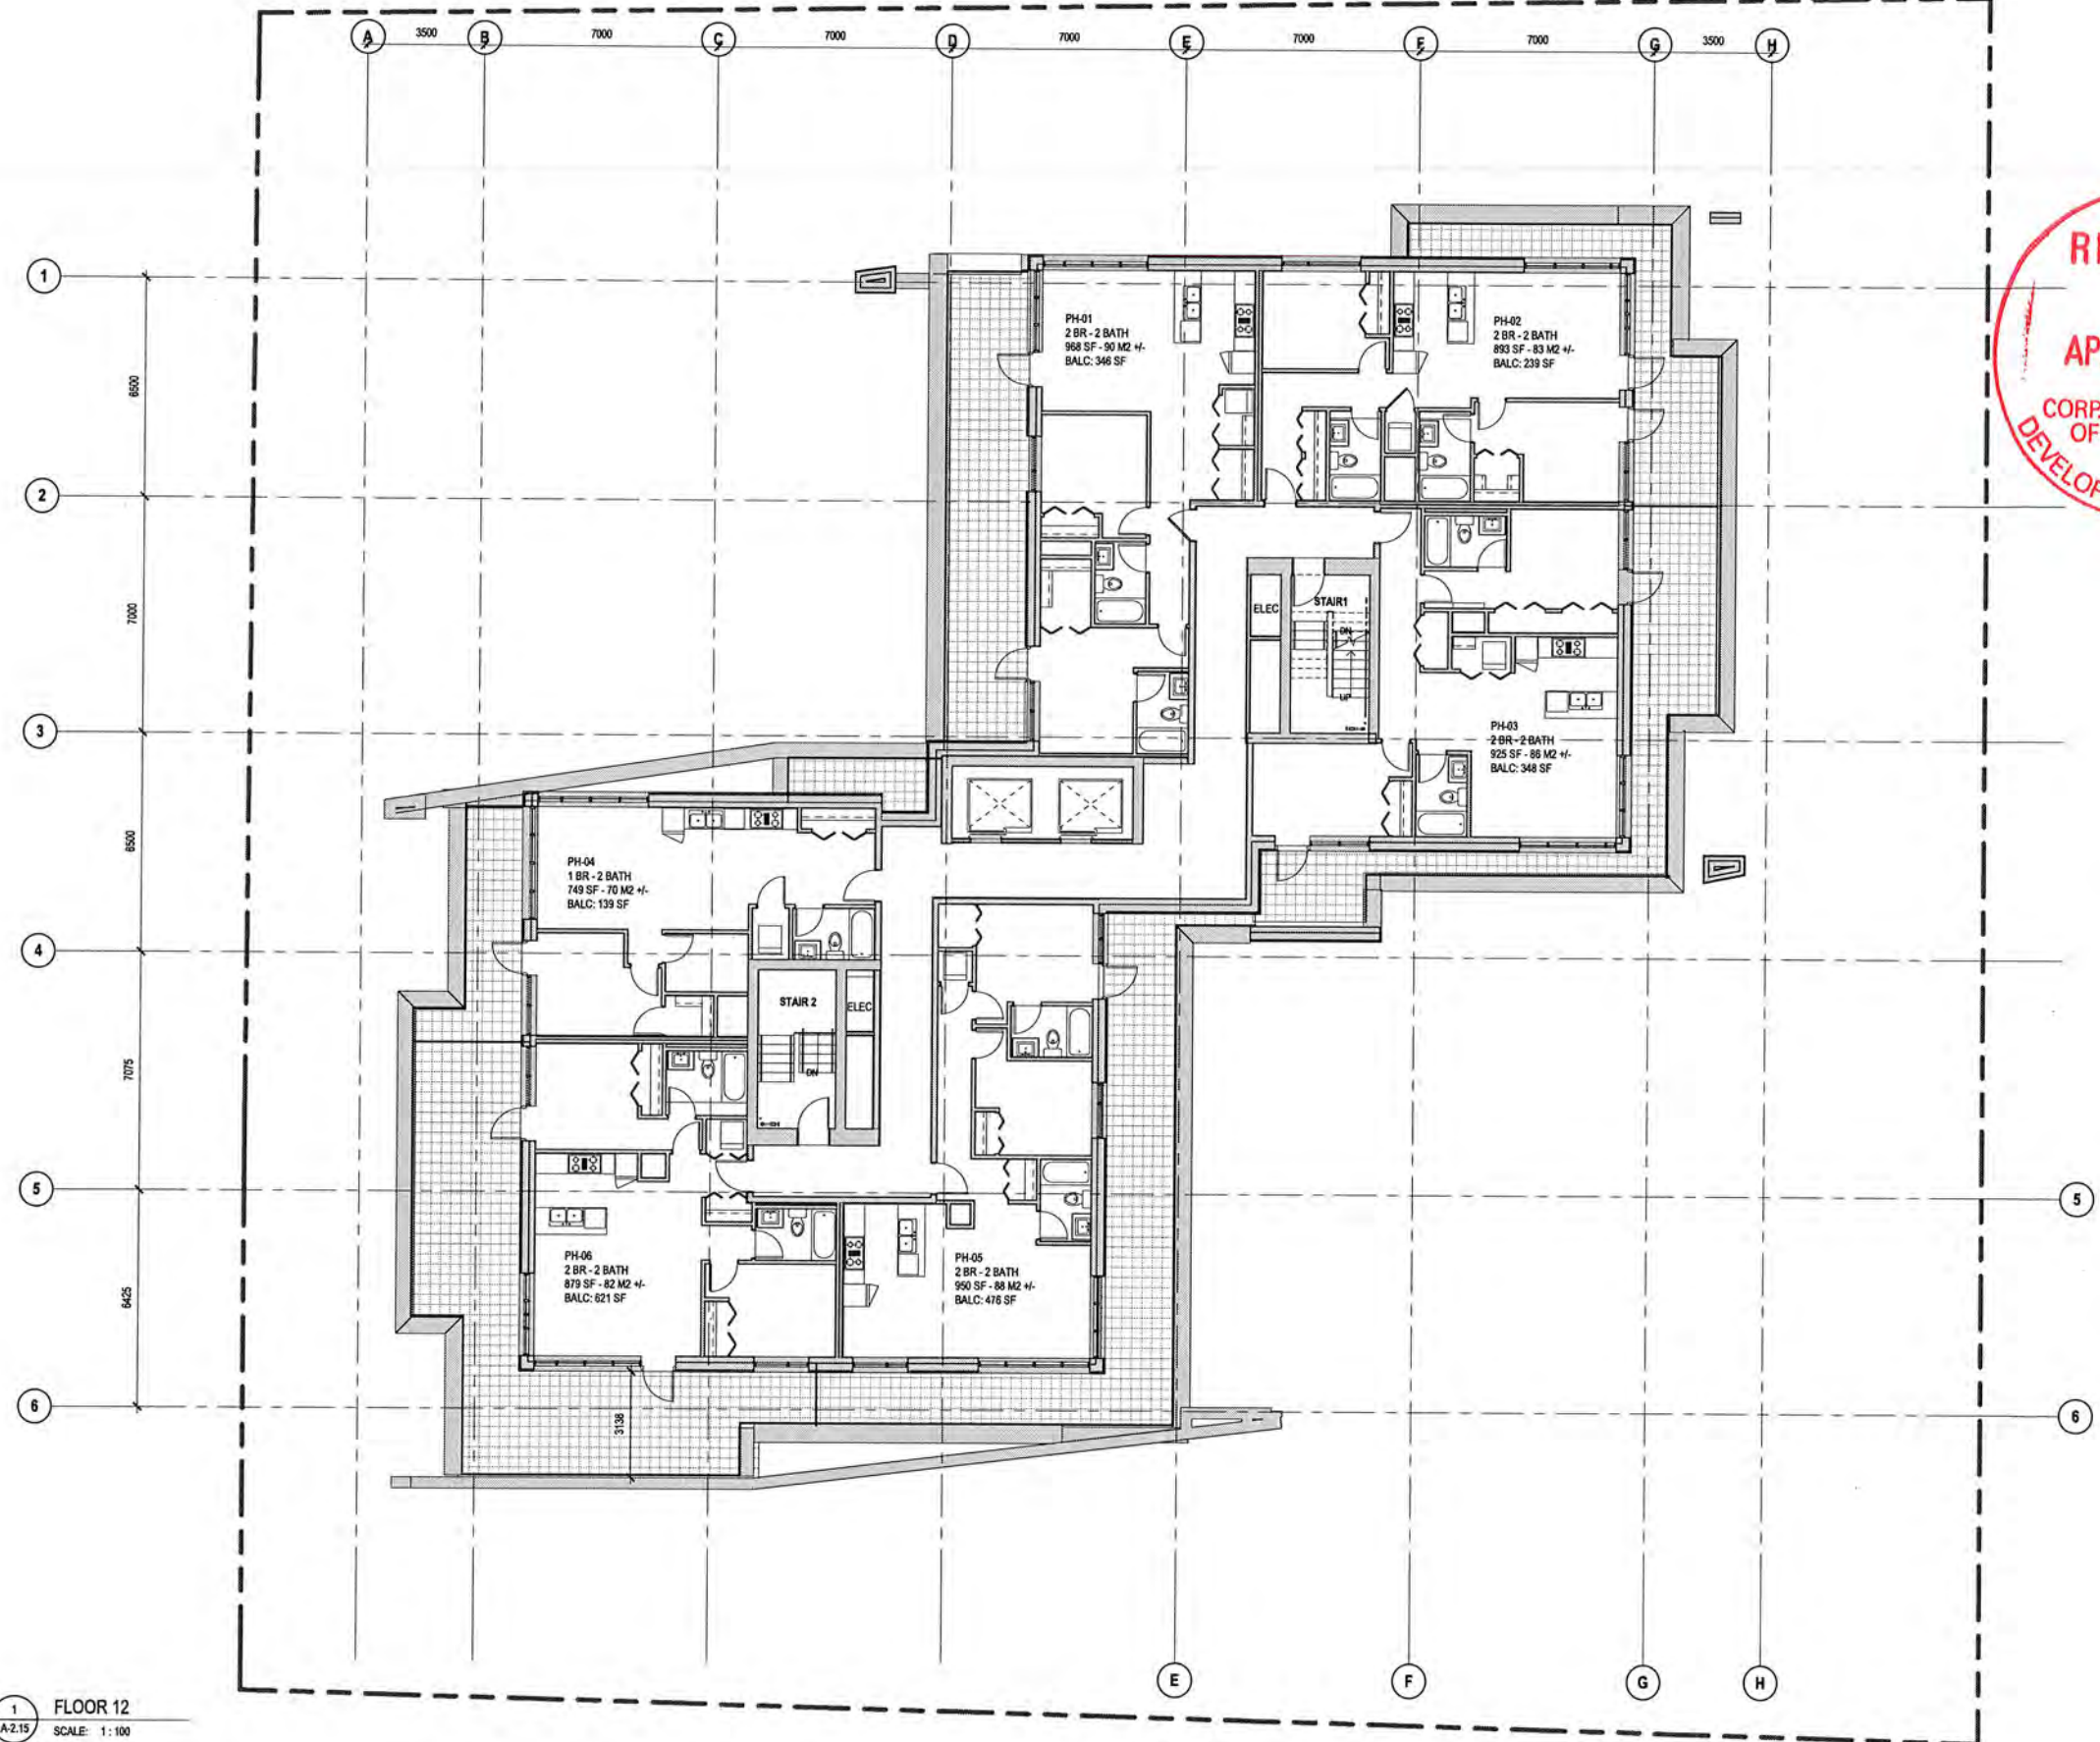 A
3500
B
7000
C
7000
D
7000
E
7000
F
7000
G
3500
H
1
6500
2
7000
3
6500
4
7075
5
6425
6
PH-01
2 BR - 2 BATH
968 SF - 90 M2 +/-
BALC: 346 SF
PH-02
2 BR - 2 BATH
893 SF - 83 M2 +/-
BALC: 239 SF
ELEC
STAIR1
DN
UP
PH-03
2 BR - 2 BATH
925 SF - 86 M2 +/-
BALC: 348 SF
PH-04
1 BR - 2 BATH
749 SF - 70 M2 +/-
BALC: 139 SF
STAIR 2
ELEC
DN
PH-06
2 BR - 2 BATH
879 SF - 82 M2 +/-
BALC: 621 SF
PH-05
2 BR - 2 BATH
950 SF - 88 M2 +/-
BALC: 476 SF
3138
5
6
E
F
G
H
AP
CORP
OF
DEVELOP
1
A-2.15
FLOOR 12
SCALE: 1 : 100